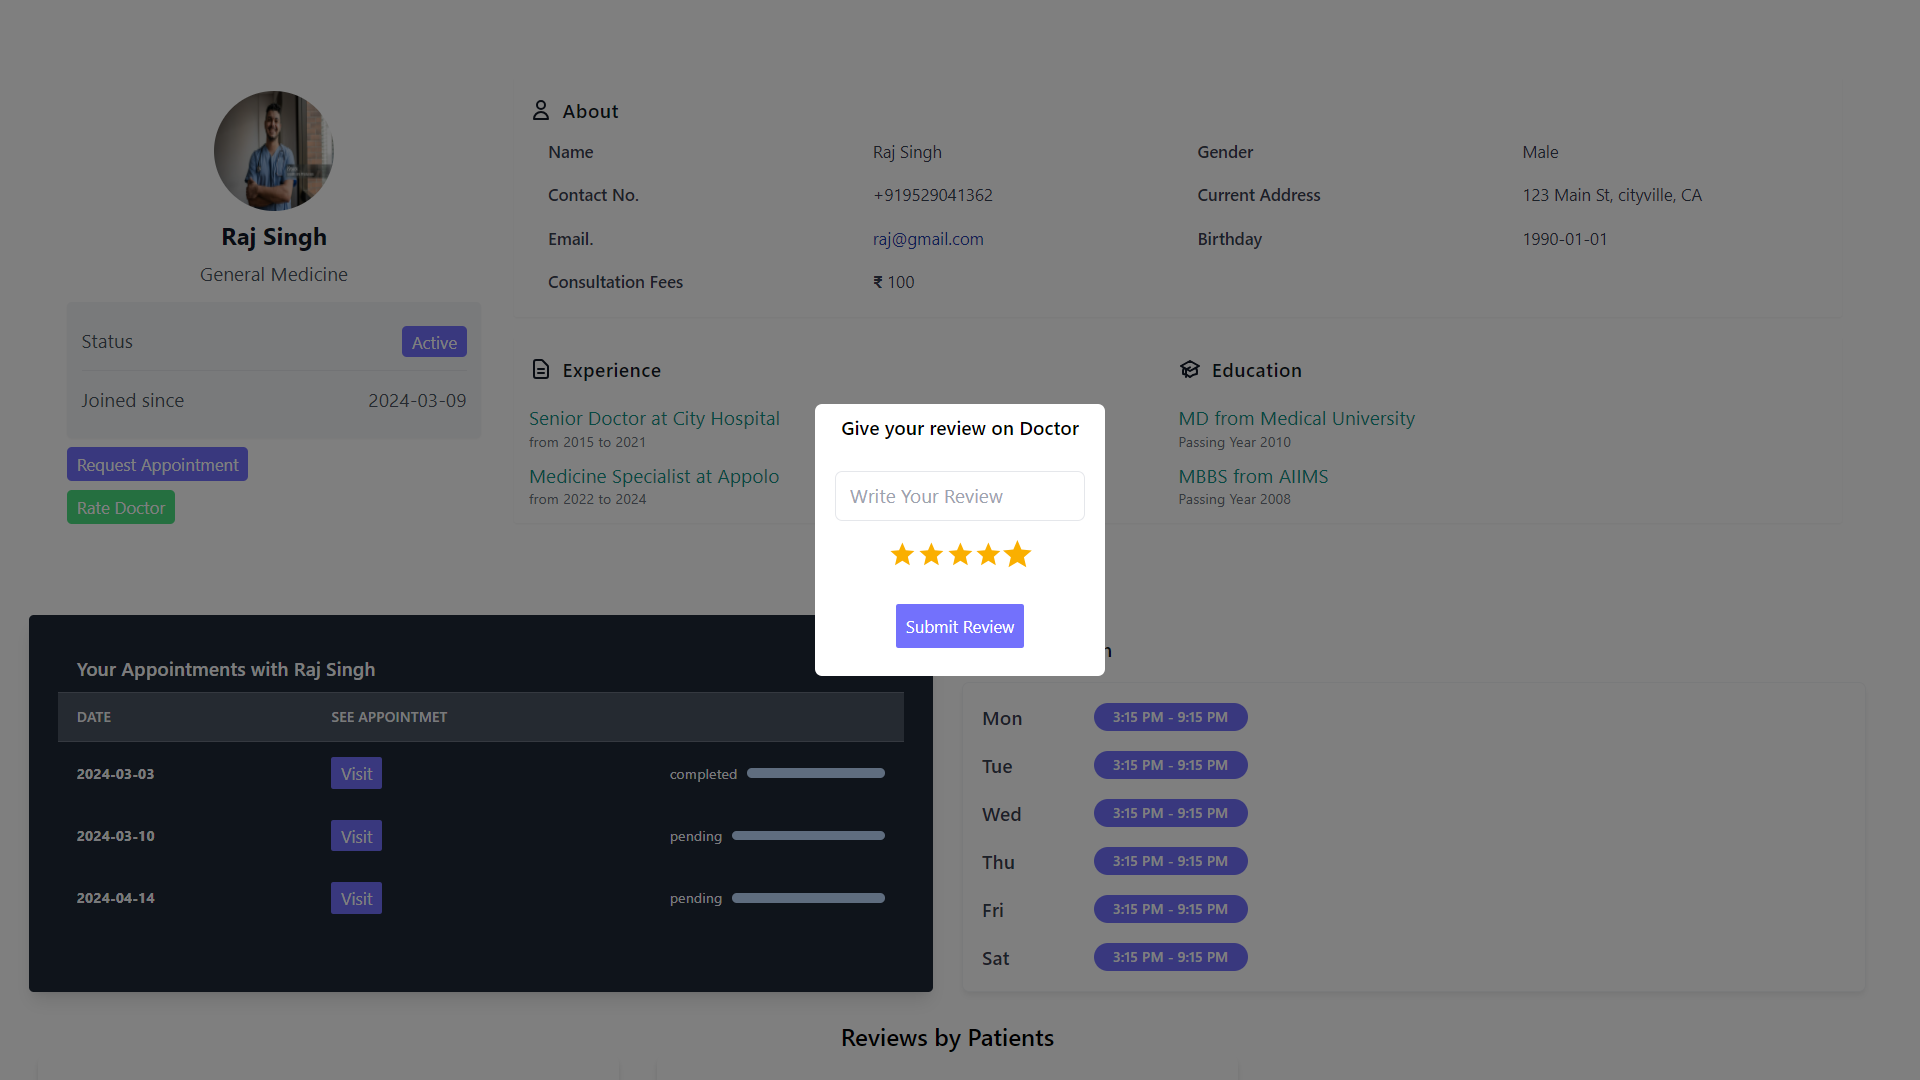 Raj Singh
General Medicine
Status
Active
Joined since
2024-03-09
Request Appointment
Rate Doctor
About
Name
Raj Singh
Gender
Male
Contact No.
+919529041362
Current Address
123 Main St, cityville, CA
Email.
raj@gmail.com
Birthday
1990-01-01
Consultation Fees
₹ 100
Experience
Senior Doctor at City Hospital
from 2015 to 2021
Medicine Specialist at Appolo
from 2022 to 2024
Education
MD from Medical University
Passing Year 2010
MBBS from AIIMS
Passing Year 2008
Give your review on Doctor
Write Your Review
Submit Review
Your Appointments with Raj Singh
DATE
SEE APPOINTMET
2024-03-03
Visit
completed
2024-03-10
Visit
pending
2024-04-14
Visit
pending
Mon
3:15 PM - 9:15 PM
Tue
3:15 PM - 9:15 PM
Wed
3:15 PM - 9:15 PM
Thu
3:15 PM - 9:15 PM
Fri
3:15 PM - 9:15 PM
Sat
3:15 PM - 9:15 PM
Reviews by Patients